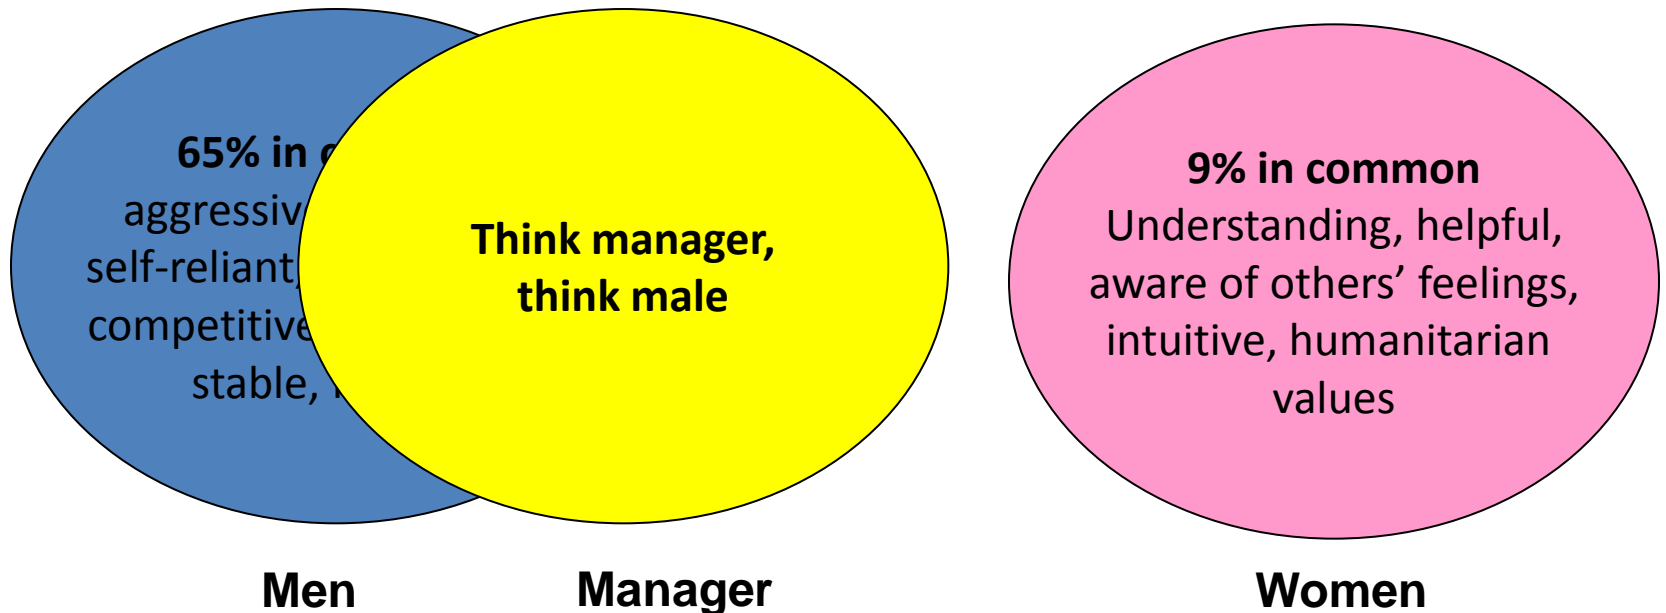 65% in
aggressiv
self-reliant,
competitive
stable,
Think manager,
think male
9% in common
Understanding, helpful,
aware of others’ feelings,
intuitive, humanitarian
values
Men
Manager
Women